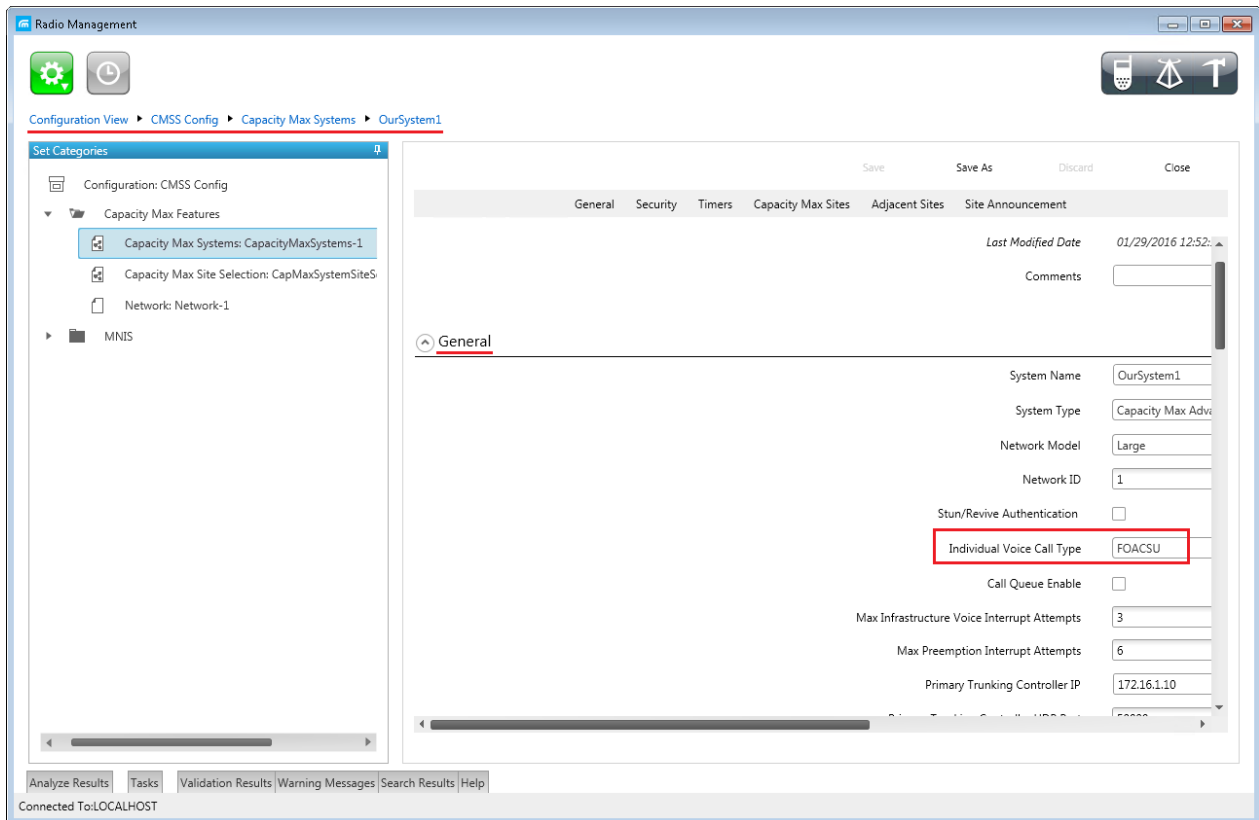 Radio Management
Configuration View ▸ CMSS Config ▸ Capacity Max Systems ▸ OurSystem1
Set Categories
Configuration: CMSS Config
Capacity Max Features
Capacity Max Systems: CapacityMaxSystems-1
Capacity Max Site Selection: CapMaxSystemSiteSe
Network: Network-1
MNIS
Save Save As Discard Close
General Security Timers Capacity Max Sites Adjacent Sites Site Announcement
Last Modified Date 01/29/2016 12:52:
Comments
General
System Name OurSystem1
System Type Capacity Max Adva
Network Model Large
Network ID 1
Stun/Revive Authentication
Individual Voice Call Type FOACSU
Call Queue Enable
Max Infrastructure Voice Interrupt Attempts 3
Max Preemption Interrupt Attempts 6
Primary Trunking Controller IP 172.16.1.10
Analyze Results Tasks Validation Results Warning Messages Search Results Help
Connected To:LOCALHOST